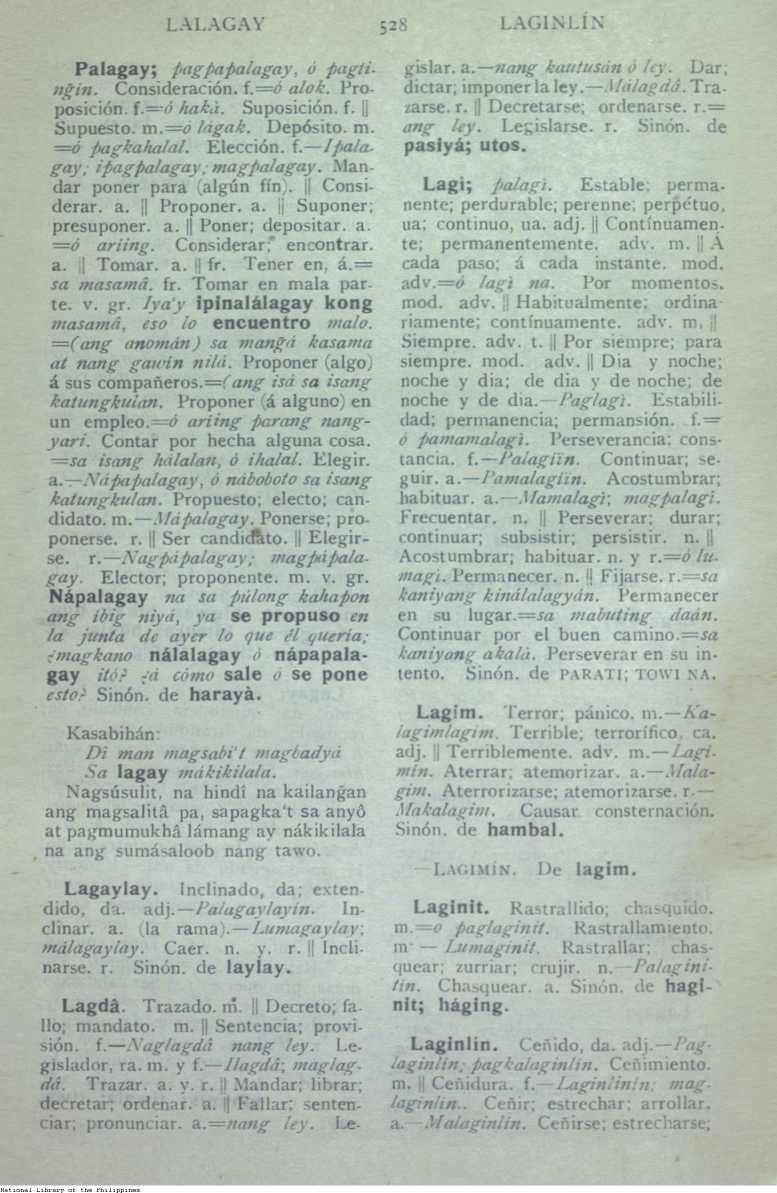 LALAGAY 528 LAGINLÍN
Palagay; pagpapalagay, ó pagti-
ngin. Consideración. f.=ó alok. Pro-
posición. f.=ó hakà. Suposición. f. ||
Supuesto. m.=ó lágak. Depósito. m.
=ó pagkahalal. Elección. f.—Ipala-
gay; ipagpalagay; magpalagay. Man-
dar poner para (algún fín). || Consi-
derar. a. || Proponer. a. || Suponer;
presuponer. a. || Poner; depositar. a.
=ó ariing. Considerar; encontrar.
a. || Tomar. a. || fr. Tener en, á.=
sa masamâ. fr. Tomar en mala par-
te. v. gr. Iya'y ipinalálagay kong
masamâ, eso lo encuentro malo.
=(ang anomán) sa mangá kasama
at nang gawin nilá. Proponer (algo)
á sus compañeros.=(ang isá sa isang
katungkulan. Proponer (á alguno) en
un empleo.=ó ariing parang nang-
yari. Contar por hecha alguna cosa.
=sa isang hálalan, ó ihalal. Elegir.
a.—Nápapalagay, ó náboboto sa isang
katungkulan. Propuesto; electo; can-
didato. m.—Mápalagay. Ponerse; pro-
ponerse. r. || Ser candidato. || Elegir-
se. r.—Nagpápalagay; magpápala-
gay. Elector; proponente. m. v. gr.
Nápalagay na sa púlong kahapon
ang ibig niyá, ya se propuso en
la junta de ayer lo que él quería;
¿magkano nálalagay ó nápapala-
gay itó? ¿á cómo sale ó se pone
esto? Sinón. de harayà.
Kasabihán:
Dî man magsabi't magbadyá
Sa lagay mákikilala.
Nagsúsulit, na hindî na kailangan
ang magsalitâ pa, sapagka't sa anyô
at pagmumukhâ lámang ay nákikilala
na ang sumásaloob nang tawo.
Lagaylay. Inclinado, da; exten-
dido, da. adj.—Palagaylayin. In-
clinar. a. (la rama).—Lumagaylay;
málagaylay. Caer. n. y. r. || Incli-
narse. r. Sinón. de laylay.
Lagdâ. Trazado. m. || Decreto; fa-
llo; mandato. m. || Sentencia; provi-
sión. f.—Naglagdâ nang ley. Le-
gislador, ra. m. y f.—Ilagdâ; maglag-
dâ. Trazar. a. y. r. || Mandar; librar;
decretar; ordenar. a. || Fallar; senten-
ciar; pronunciar. a.=nang ley. Le-
gislar. a.—nang kautusán ó ley. Dar;
dictar; imponer la ley.—Málagdâ. Tra-
zarse. r. || Decretarse; ordenarse. r.=
ang ley. Legislarse. r. Sinón. de
pasiyá; utos.
Lagi; palagì. Estable; perma-
nente; perdurable; perenne; perpétuo,
ua; continuo, ua. adj. || Contínuamen-
te; permanentemente. adv. m. || Á
cada paso; á cada instante. mod.
adv.=ó lagì na. Por momentos.
mod. adv. || Habitualmente; ordina-
riamente; contínuamente. adv. m. ||
Siempre. adv. t. || Por siempre; para
siempre. mod. adv. || Dia y noche;
noche y dia; de dia y de noche; de
noche y de dia.—Paglagì. Estabili-
dad; permanencia; permansión. f.=
ó pamamalagì. Perseverancia; cons-
tancia. f.—Palagiin. Continuar; se-
guir. a.—Pamalagiin. Acostumbrar;
habituar. a.—Mamalagi; magpalagi.
Frecuentar. n. || Perseverar; durar;
continuar; subsistir; persistir. n. ||
Acostumbrar; habituar. n. y r.=ó lu-
magi. Permanecer. n. || Fijarse. r.=sa
kaniyang kinálalagyán. Permanecer
en su lugar.=sa mabuting daán.
Continuar por el buen camino.=sa
kaniyang akalà. Perseverar en su in-
tento. Sinón. de PARATI; TOWI NA.
Lagim. Terror; pánico. m.—Ka-
lagimlagim. Terrible; terrorífico, ca.
adj. || Terriblemente. adv. m.—Lagi-
min. Aterrar; atemorizar. a.—Mala-
gim. Aterrorizarse; atemorizarse. r.—
Makalagim. Causar consternación.
Sinón. de hambal.
—LAGIMÍN. De lagim.
Laginit. Rastrallido; chasquido.
m.=o paglaginit. Rastrallamiento.
m.—Lumaginit. Rastrallar; chas-
quear; zurriar; crujir. n.—Palagini-
tin. Chasquear. a. Sinón. de hagi-
nit; háging.
Laginlin. Ceñido, da. adj.—Pag-
laginlin; pagkalaginlin. Ceñimiento.
m. || Ceñidura. f.—Laginlinin; mag-
laginlin.. Ceñir; estrechar; arrollar.
a.—Malaginlin. Ceñirse; estrecharse;
National Library of the Philippines